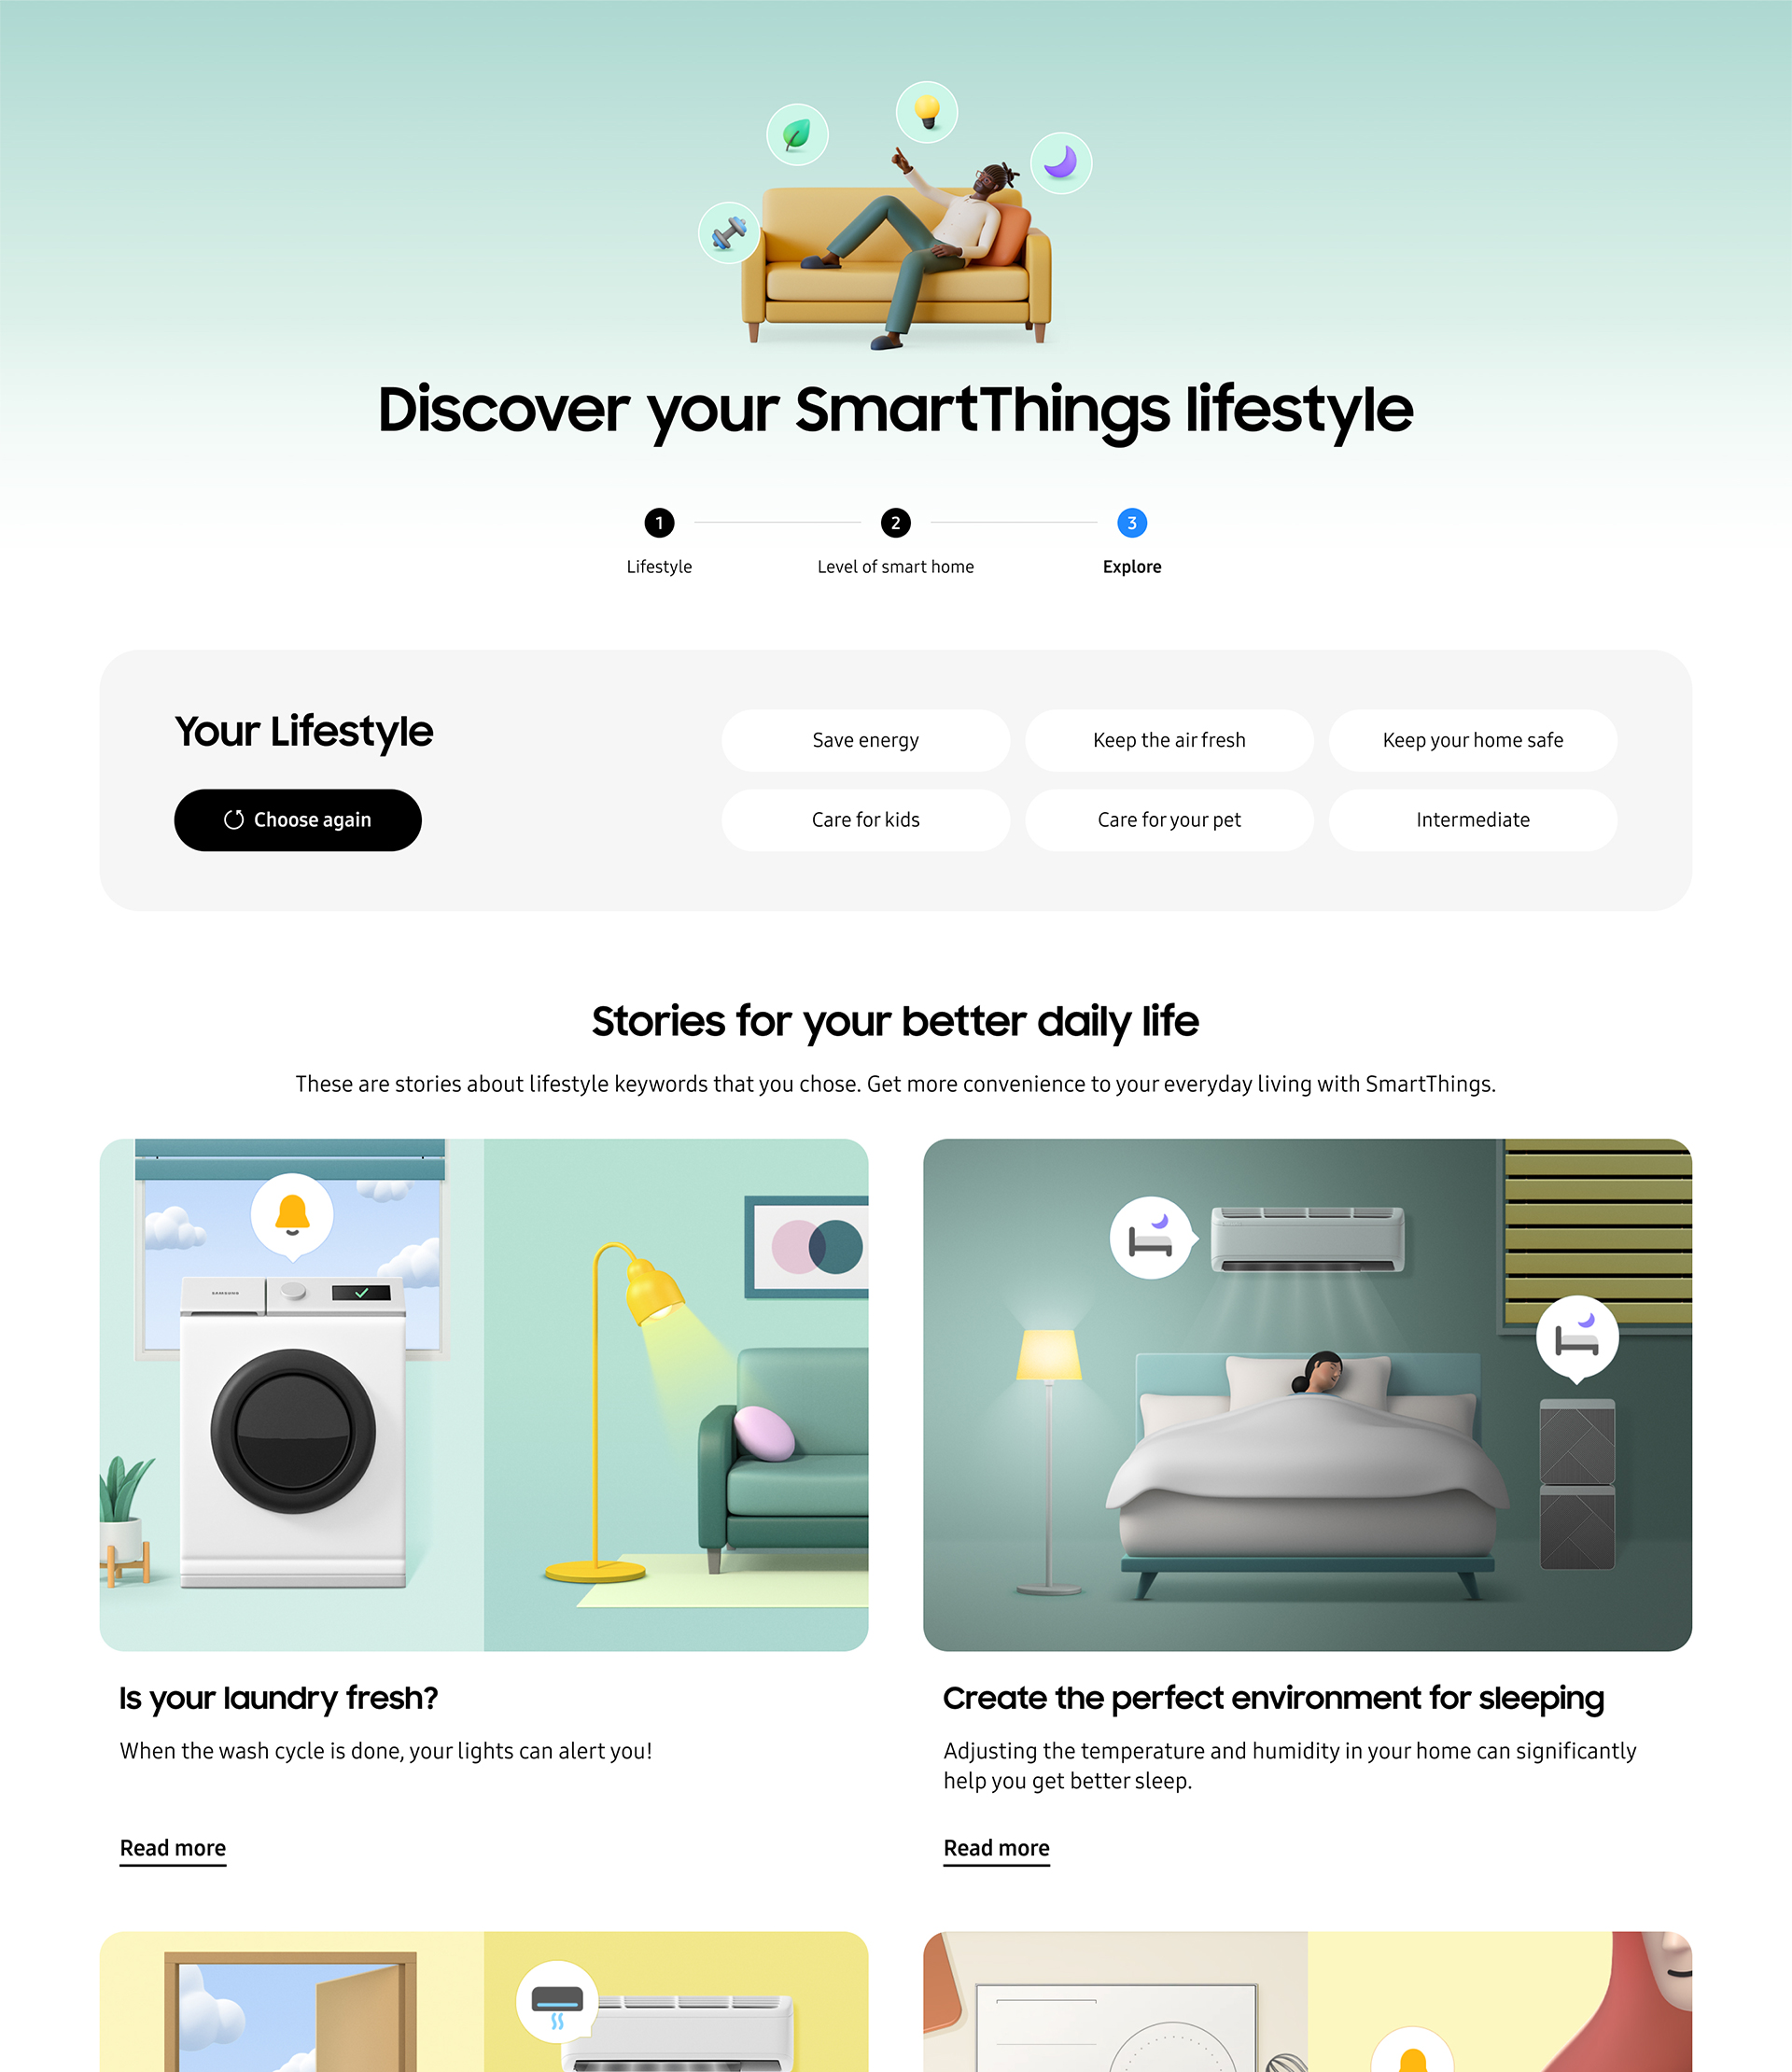 Discover your SmartThings lifestyle
1
2
3
Lifestyle
Level of smart home
Explore
Your Lifestyle
Choose again
Save energy
Keep the air fresh
Keep your home safe
Care for kids
Care for your pet
Intermediate
Stories for your better daily life
These are stories about lifestyle keywords that you chose. Get more convenience to your everyday living with SmartThings.
SAMSUNG
Is your laundry fresh?
When the wash cycle is done, your lights can alert you!
Read more
Create the perfect environment for sleeping
Adjusting the temperature and humidity in your home can significantly
help you get better sleep.
Read more